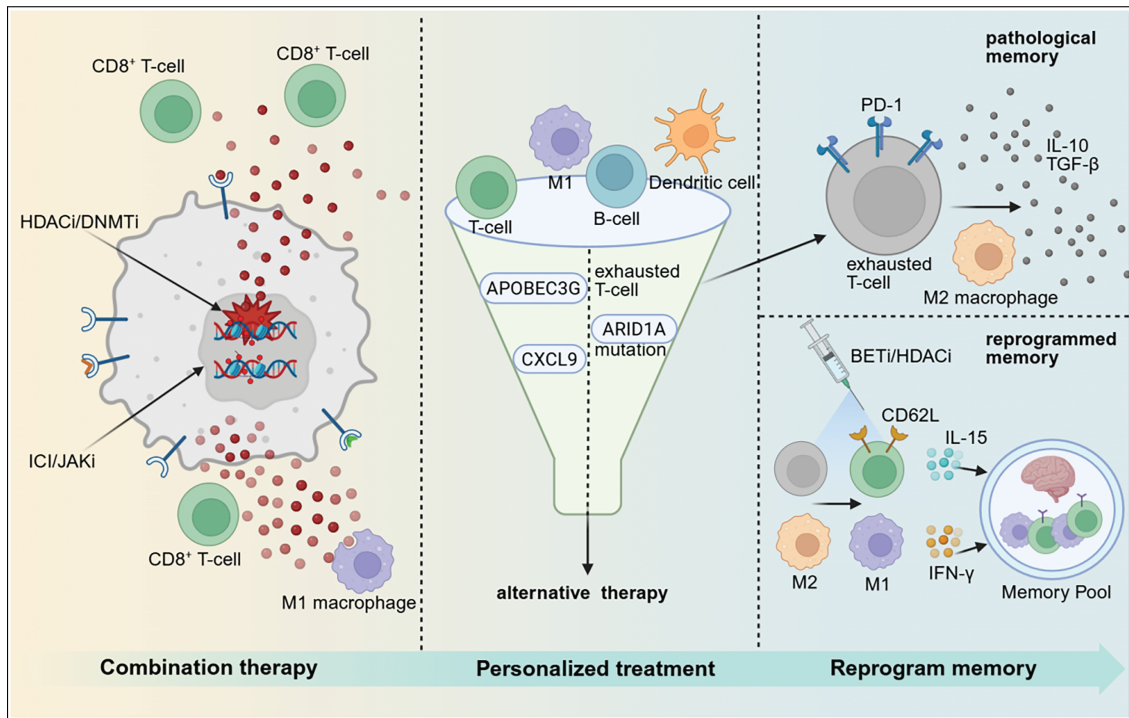 CD8⁺ T-cell
CD8⁺ T-cell
HDACi/DNMTi
ICI/JAKi
CD8⁺ T-cell
M1 macrophage
M1
Dendritic cell
T-cell
B-cell
APOBEC3G
exhausted
T-cell
ARID1A
mutation
CXCL9
alternative therapy
pathological
memory
PD-1
IL-10
TGF-β
exhausted
T-cell
M2 macrophage
reprogrammed
memory
BETi/HDACi
CD62L
IL-15
M2
M1
IFN-γ
Memory Pool
Combination therapy
Personalized treatment
Reprogram memory